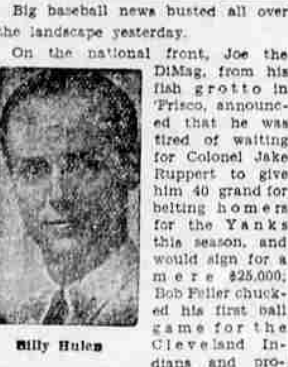 Big baseball news busted all over
the landscape yesterday.
On the national front, Joe the
DiMag, from his
fish grotto in
'Frisco, announc-
ed that he was
tired of waiting
for Colonel Jake
Ruppert to give
him 40 grand for
belting homers
for the Yanks
this season, and
would sign for a
mere $25,000;
Bob Feller chuck-
ed his first ball
game for the
Cleveland In-
dians and pro-
Billy Hulen